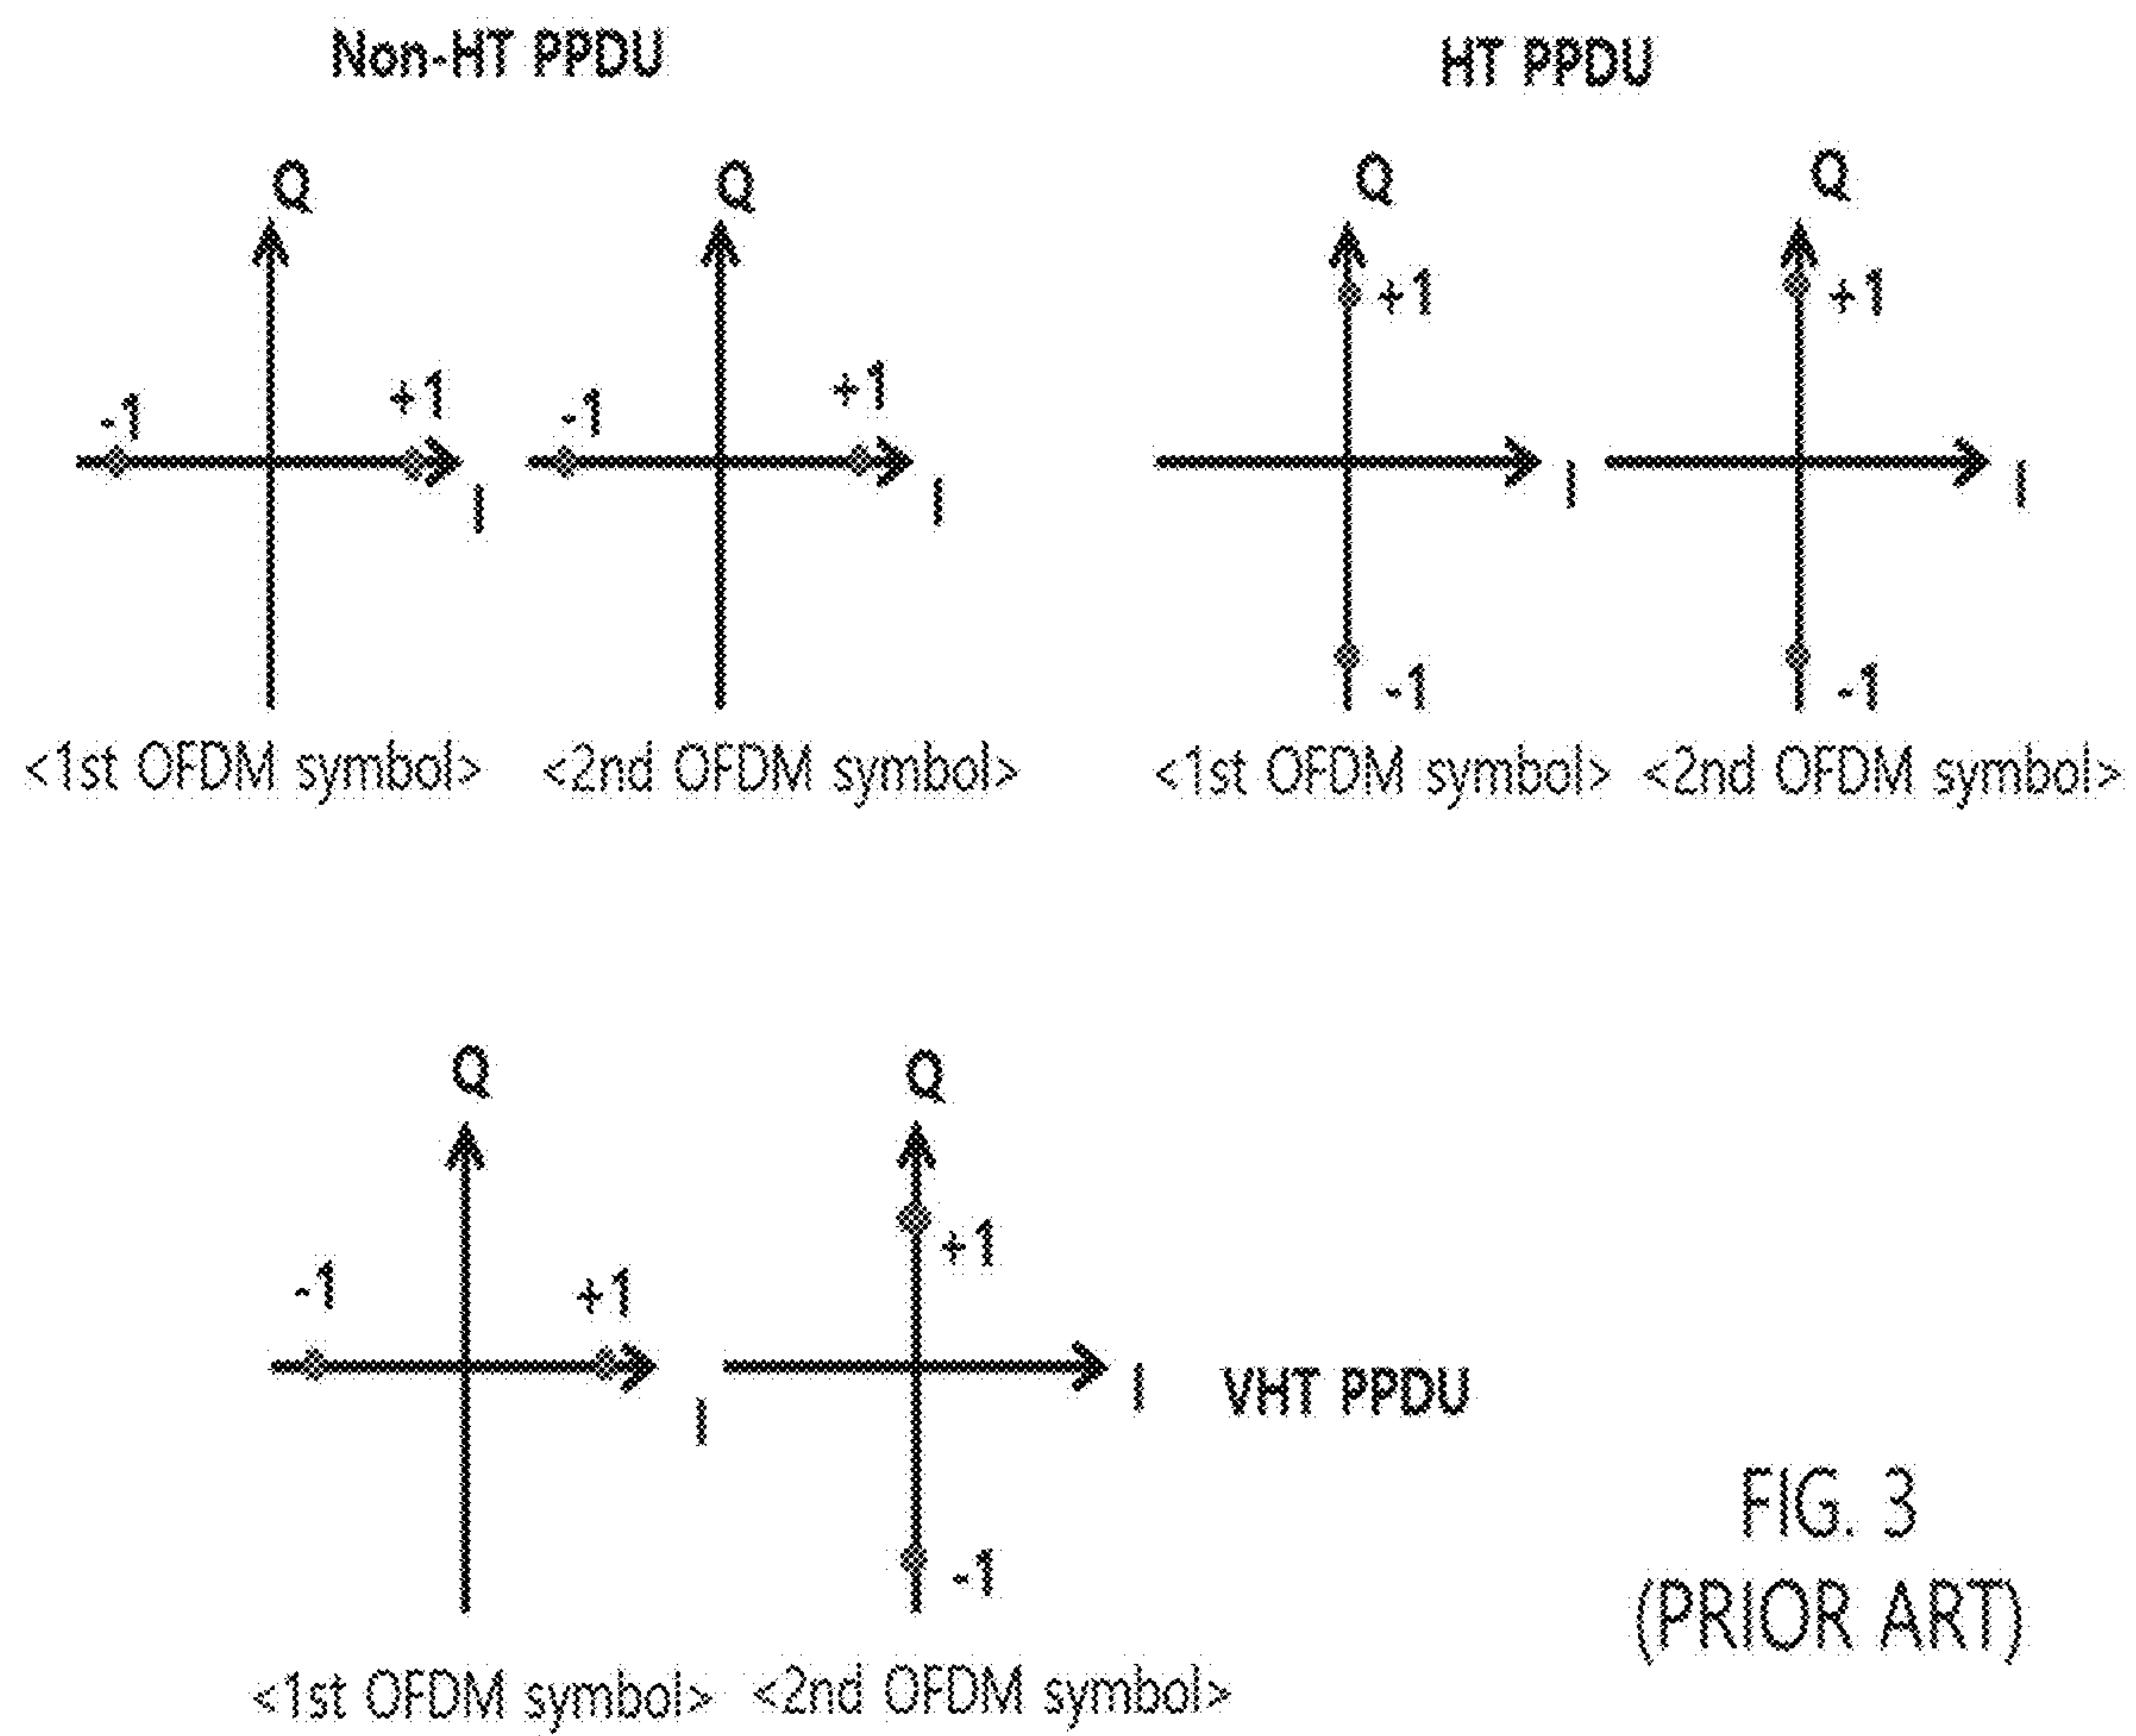 Non-HT PPDU
HT PPDU
Q
Q
Q
Q
+1
+1
-1
+1
-1
+1
I
I
I
I
-1
-1
<1st OFDM symbol>
<2nd OFDM symbol>
<1st OFDM symbol>
<2nd OFDM symbol>
Q
Q
+1
-1
+1
I
I
VHT PPDU
-1
<1st OFDM symbol>
<2nd OFDM symbol>
FIG. 3
(PRIOR ART)